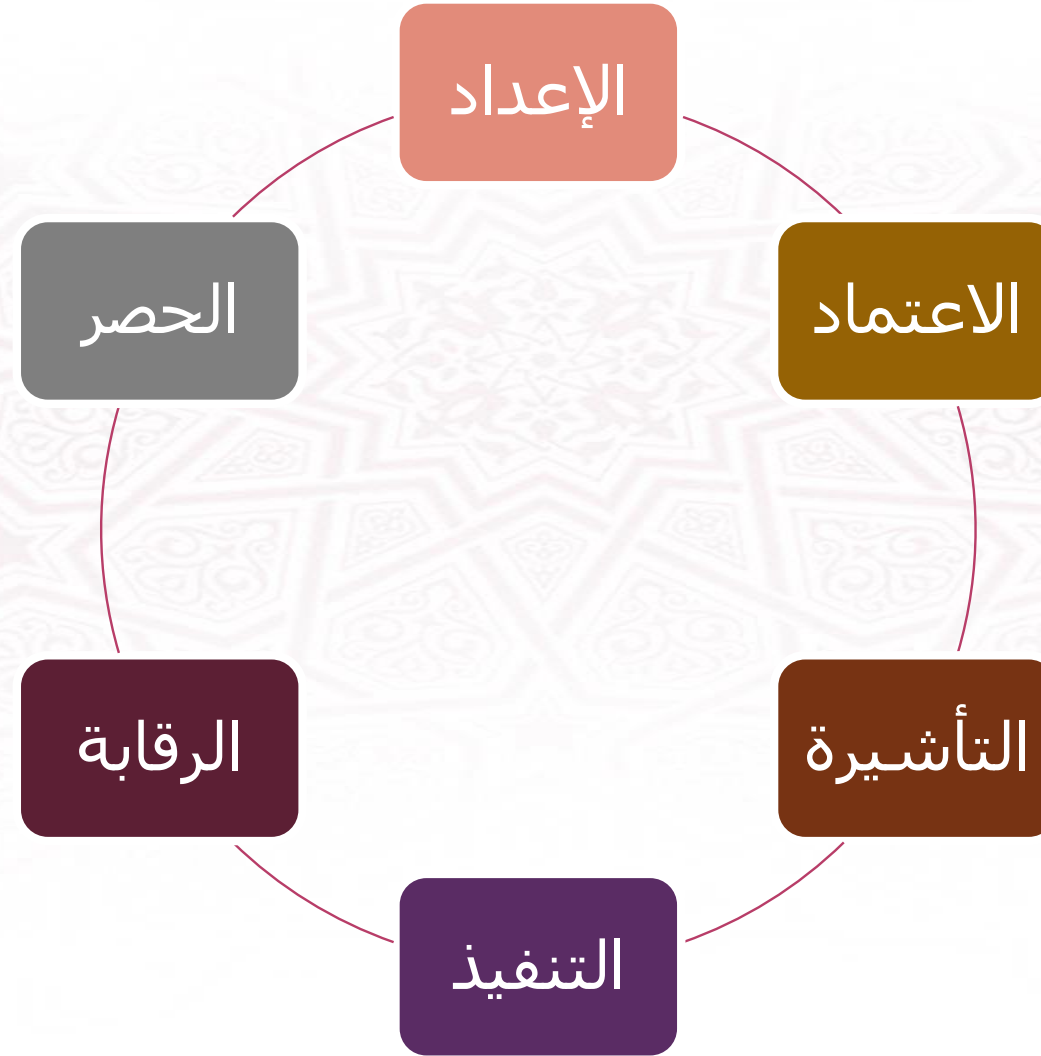 الإعداد
الاعتماد
التأشيرة
التنفيذ
الرقابة
الحصر